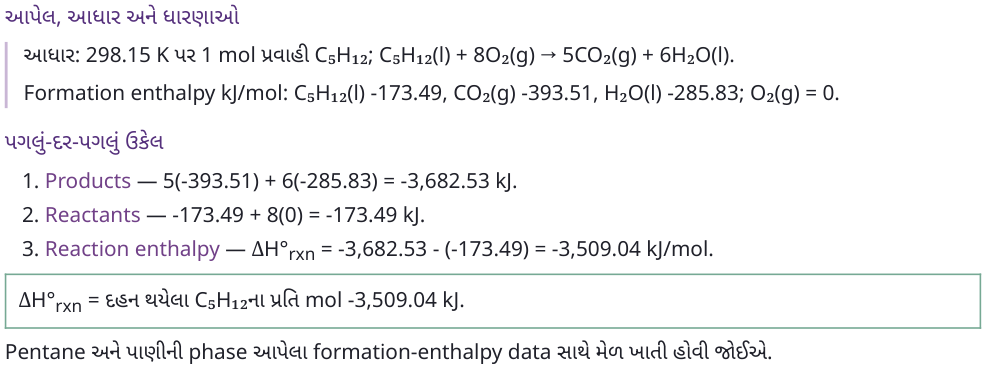 આપેલ, આધાર અને ધારણાઓ
આધાર: 298.15 K પર 1 mol પ્રવાહી C₅H₁₂; C₅H₁₂(l) + 8O₂(g) → 5CO₂(g) + 6H₂O(l).
Formation enthalpy kJ/mol: C₅H₁₂(l) -173.49, CO₂(g) -393.51, H₂O(l) -285.83; O₂(g) = 0.
પગલું-દર-પગલું ઉકેલ
1. Products — 5(-393.51) + 6(-285.83) = -3,682.53 kJ.
2. Reactants — -173.49 + 8(0) = -173.49 kJ.
3. Reaction enthalpy — ΔH°rxn = -3,682.53 - (-173.49) = -3,509.04 kJ/mol.
ΔH°rxn = દહન થયેલા C₅H₁₂ના પ્રતિ mol -3,509.04 kJ.
Pentane અને પાણીની phase આપેલા formation-enthalpy data સાથે મેળ ખાતી હોવી જોઈએ.